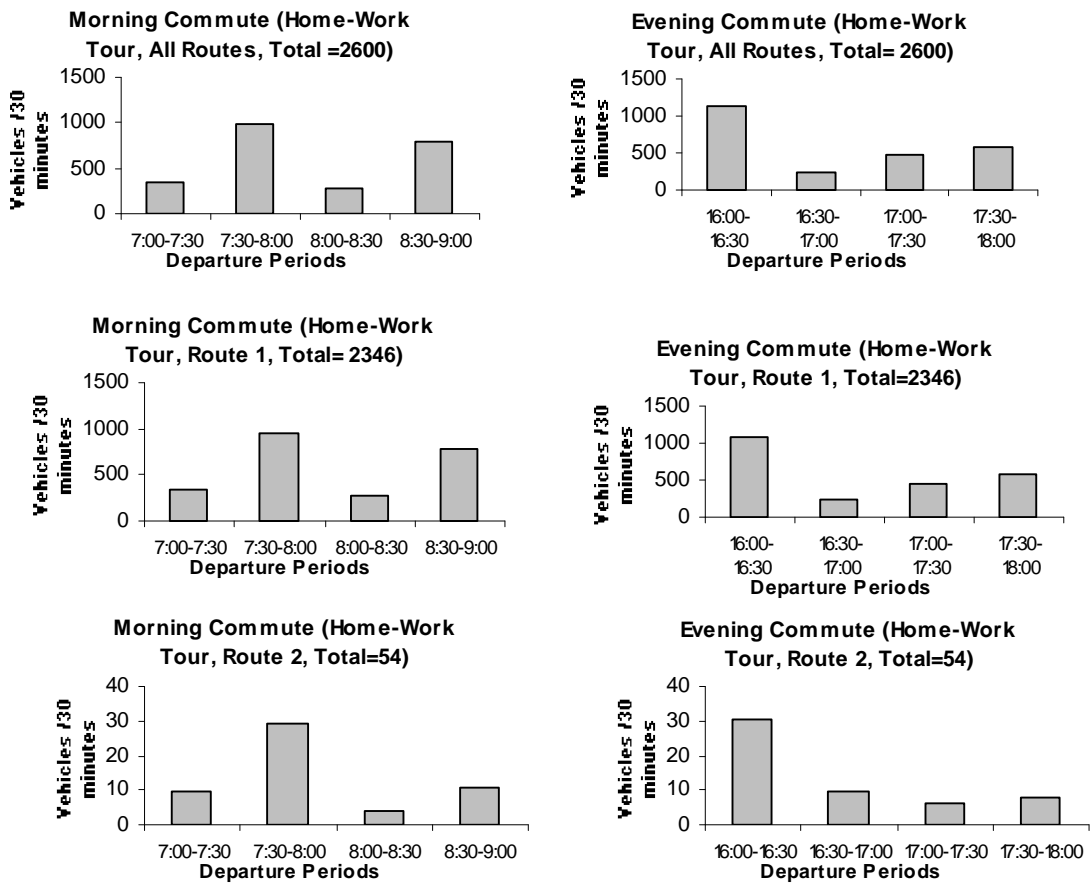 Morning Commute (Home-Work
Tour, All Routes, Total =2600)
Vehicles /30
minutes
1500
1000
500
0
7:00-7:30 7:30-8:00 8:00-8:30 8:30-9:00
Departure Periods
Evening Commute (Home-Work
Tour, All Routes, Total= 2600)
Vehicles /30
minutes
1500
1000
500
0
16:00- 16:30- 17:00- 17:30-
16:30 17:00 17:30 18:00
Departure Periods
Morning Commute (Home-Work
Tour, Route 1, Total= 2346)
Vehicles /30
minutes
1500
1000
500
0
7:00-7:30 7:30-8:00 8:00-8:30 8:30-9:00
Departure Periods
Evening Commute (Home-Work
Tour, Route 1, Total=2346)
Vehicles /30
minutes
1500
1000
500
0
16:00- 16:30- 17:00- 17:30-
16:30 17:00 17:30 18:00
Departure Periods
Morning Commute (Home-Work
Tour, Route 2, Total=54)
Vehicles /30
minutes
40
30
20
10
0
7:00-7:30 7:30-8:00 8:00-8:30 8:30-9:00
Departure Periods
Evening Commute (Home-Work
Tour, Route 2, Total=54)
Vehicles /30
minutes
40
30
20
10
0
16:00-16:30 16:30-17:00 17:00-17:30 17:30-18:00
Departure Periods